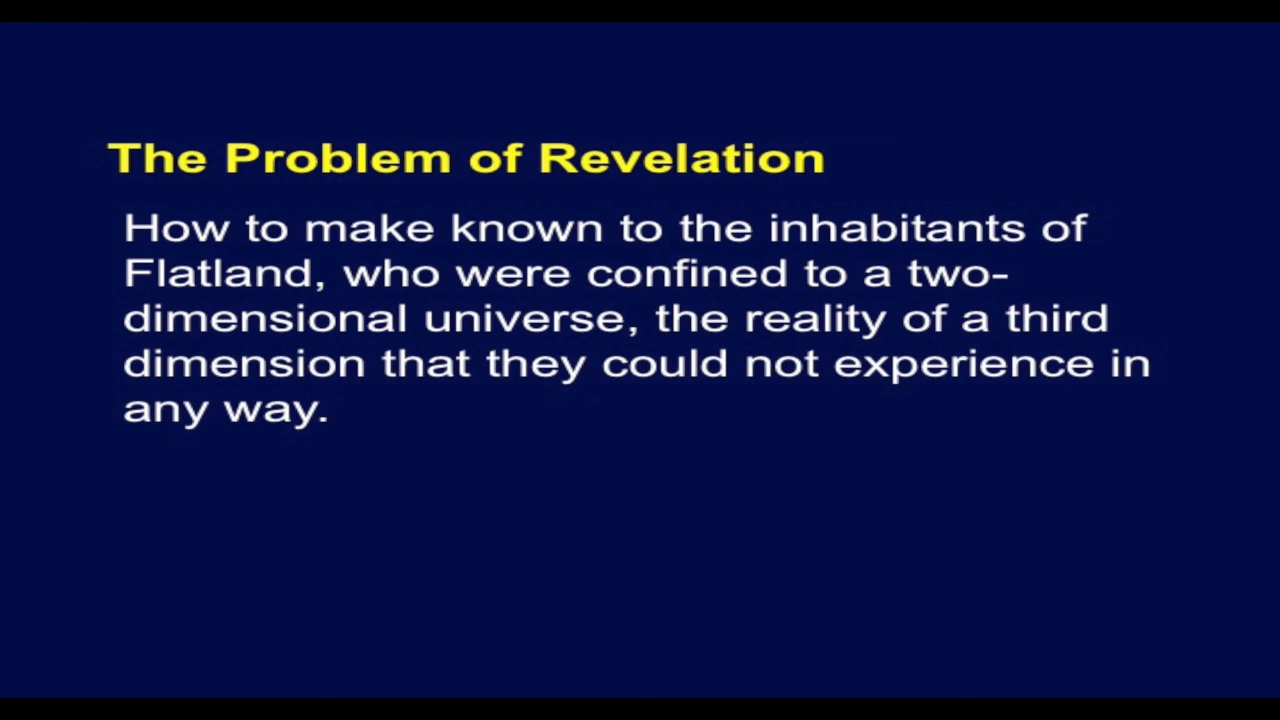 The Problem of Revelation
How to make known to the inhabitants of
Flatland, who were confined to a two-
dimensional universe, the reality of a third
dimension that they could not experience in
any way.